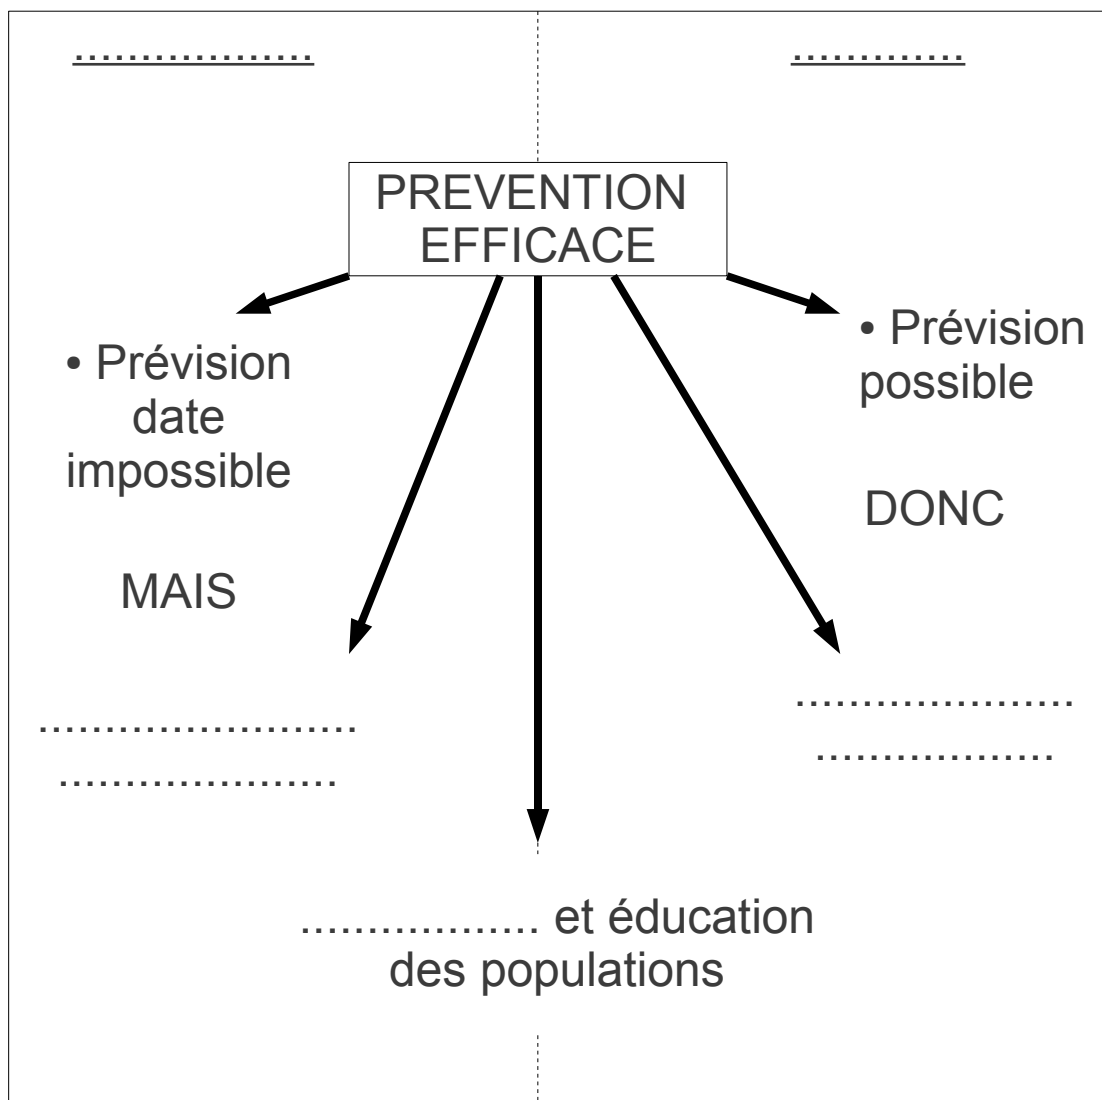 ..................
.............
PREVENTION
EFFICACE
• Prévision
date
impossible
• Prévision
possible
MAIS
DONC
........................
.....................
.....................
..................
.................. et éducation
des populations